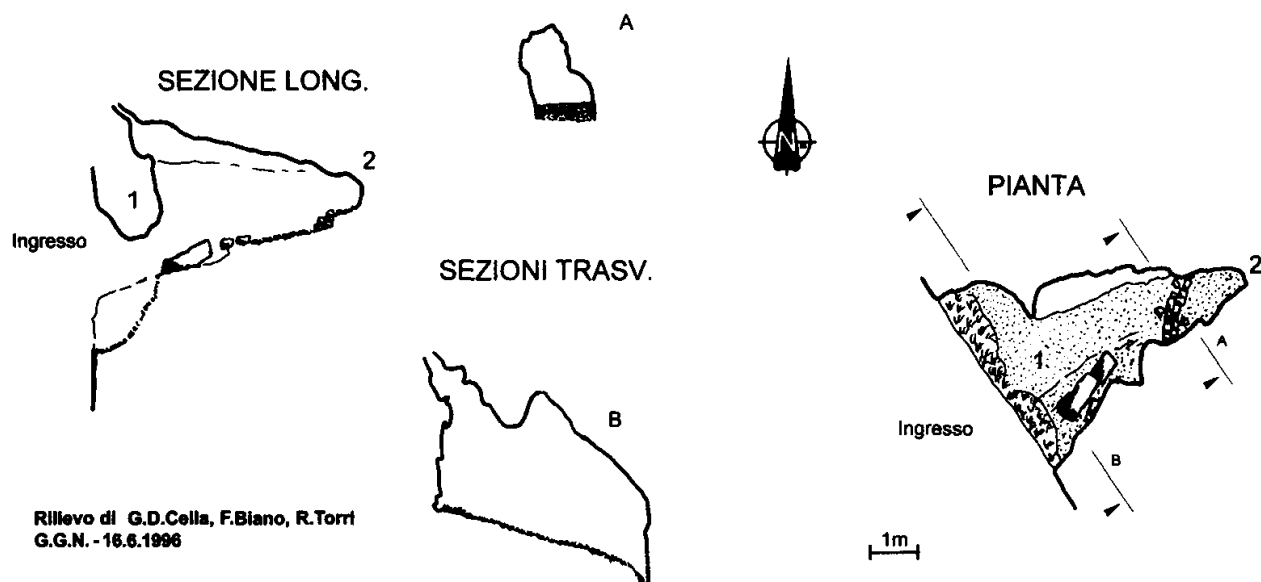 A
SEZIONE LONG.
2
1
Ingresso
N
PIANTA
2
SEZIONI TRASV.
A
1
B
Ingresso
B
Rilievo di G.D.Cella, F.Biano, R.Torri
G.G.N. - 16.6.1996
1m